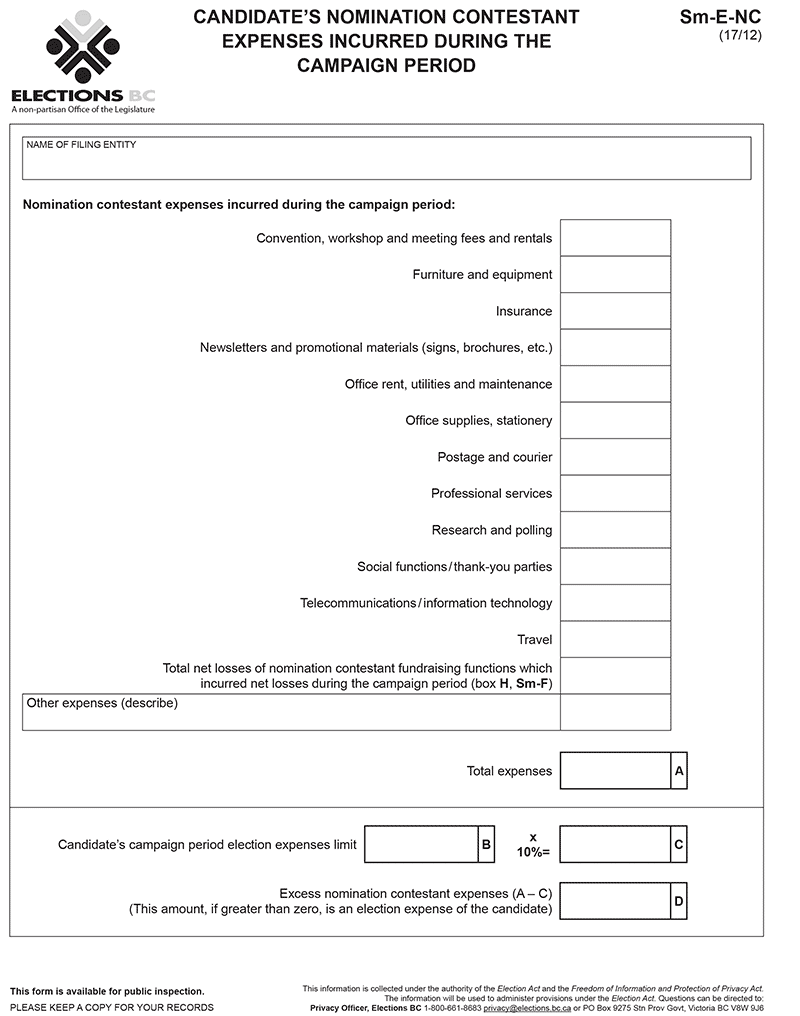 CANDIDATE'S NOMINATION CONTESTANT
EXPENSES INCURRED DURING THE
CAMPAIGN PERIOD
Sm-E-NC
(17/12)
ELECTIONS BC
A non-partisan Office of the Legislature
NAME OF FILING ENTITY
Nomination contestant expenses incurred during the campaign period:
Convention, workshop and meeting fees and rentals
Furniture and equipment
Insurance
Newsletters and promotional materials (signs, brochures, etc.)
Office rent, utilities and maintenance
Office supplies, stationery
Postage and courier
Professional services
Research and polling
Social functions/thank-you parties
Telecommunications/information technology
Travel
Total net losses of nomination contestant fundraising functions which
incurred net losses during the campaign period (box H, Sm-F)
Other expenses (describe)
Total expenses A
Candidate's campaign period election expenses limit B x 10%= C
Excess nomination contestant expenses (A – C)
(This amount, if greater than zero, is an election expense of the candidate) D
This form is available for public inspection.
PLEASE KEEP A COPY FOR YOUR RECORDS
This information is collected under the authority of the Election Act and the Freedom of Information and Protection of Privacy Act.
The information will be used to administer provisions under the Election Act. Questions can be directed to:
Privacy Officer, Elections BC 1-800-661-8683 privacy@elections.bc.ca or PO Box 9275 Stn Prov Govt, Victoria BC V8W 9J6